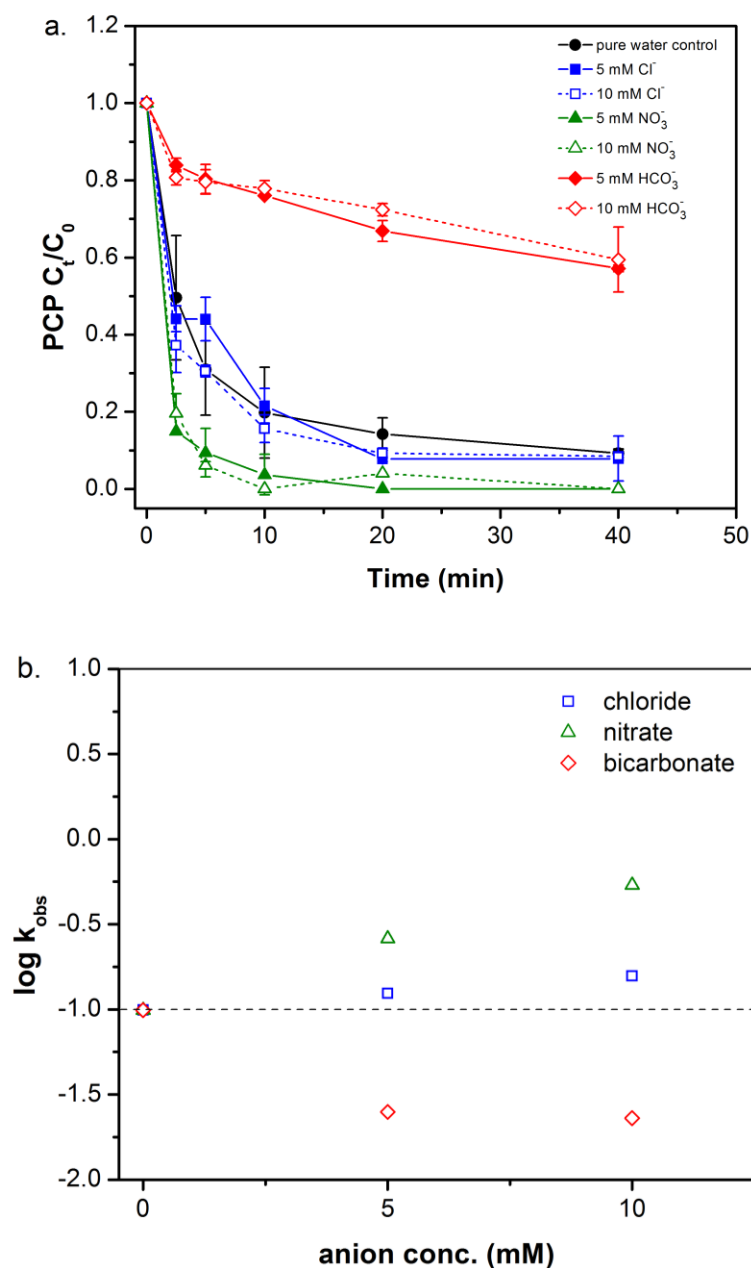 a.
1.2
1.0
0.8
0.6
0.4
0.2
0.0
PCP Cₜ/C₀
pure water control
5 mM Cl⁻
10 mM Cl⁻
5 mM NO₃⁻
10 mM NO₃⁻
5 mM HCO₃⁻
10 mM HCO₃⁻
0 10 20 30 40 50
Time (min)
b.
1.0
0.5
0.0
-0.5
-1.0
-1.5
-2.0
log kobs
chloride
nitrate
bicarbonate
0 5 10
anion conc. (mM)